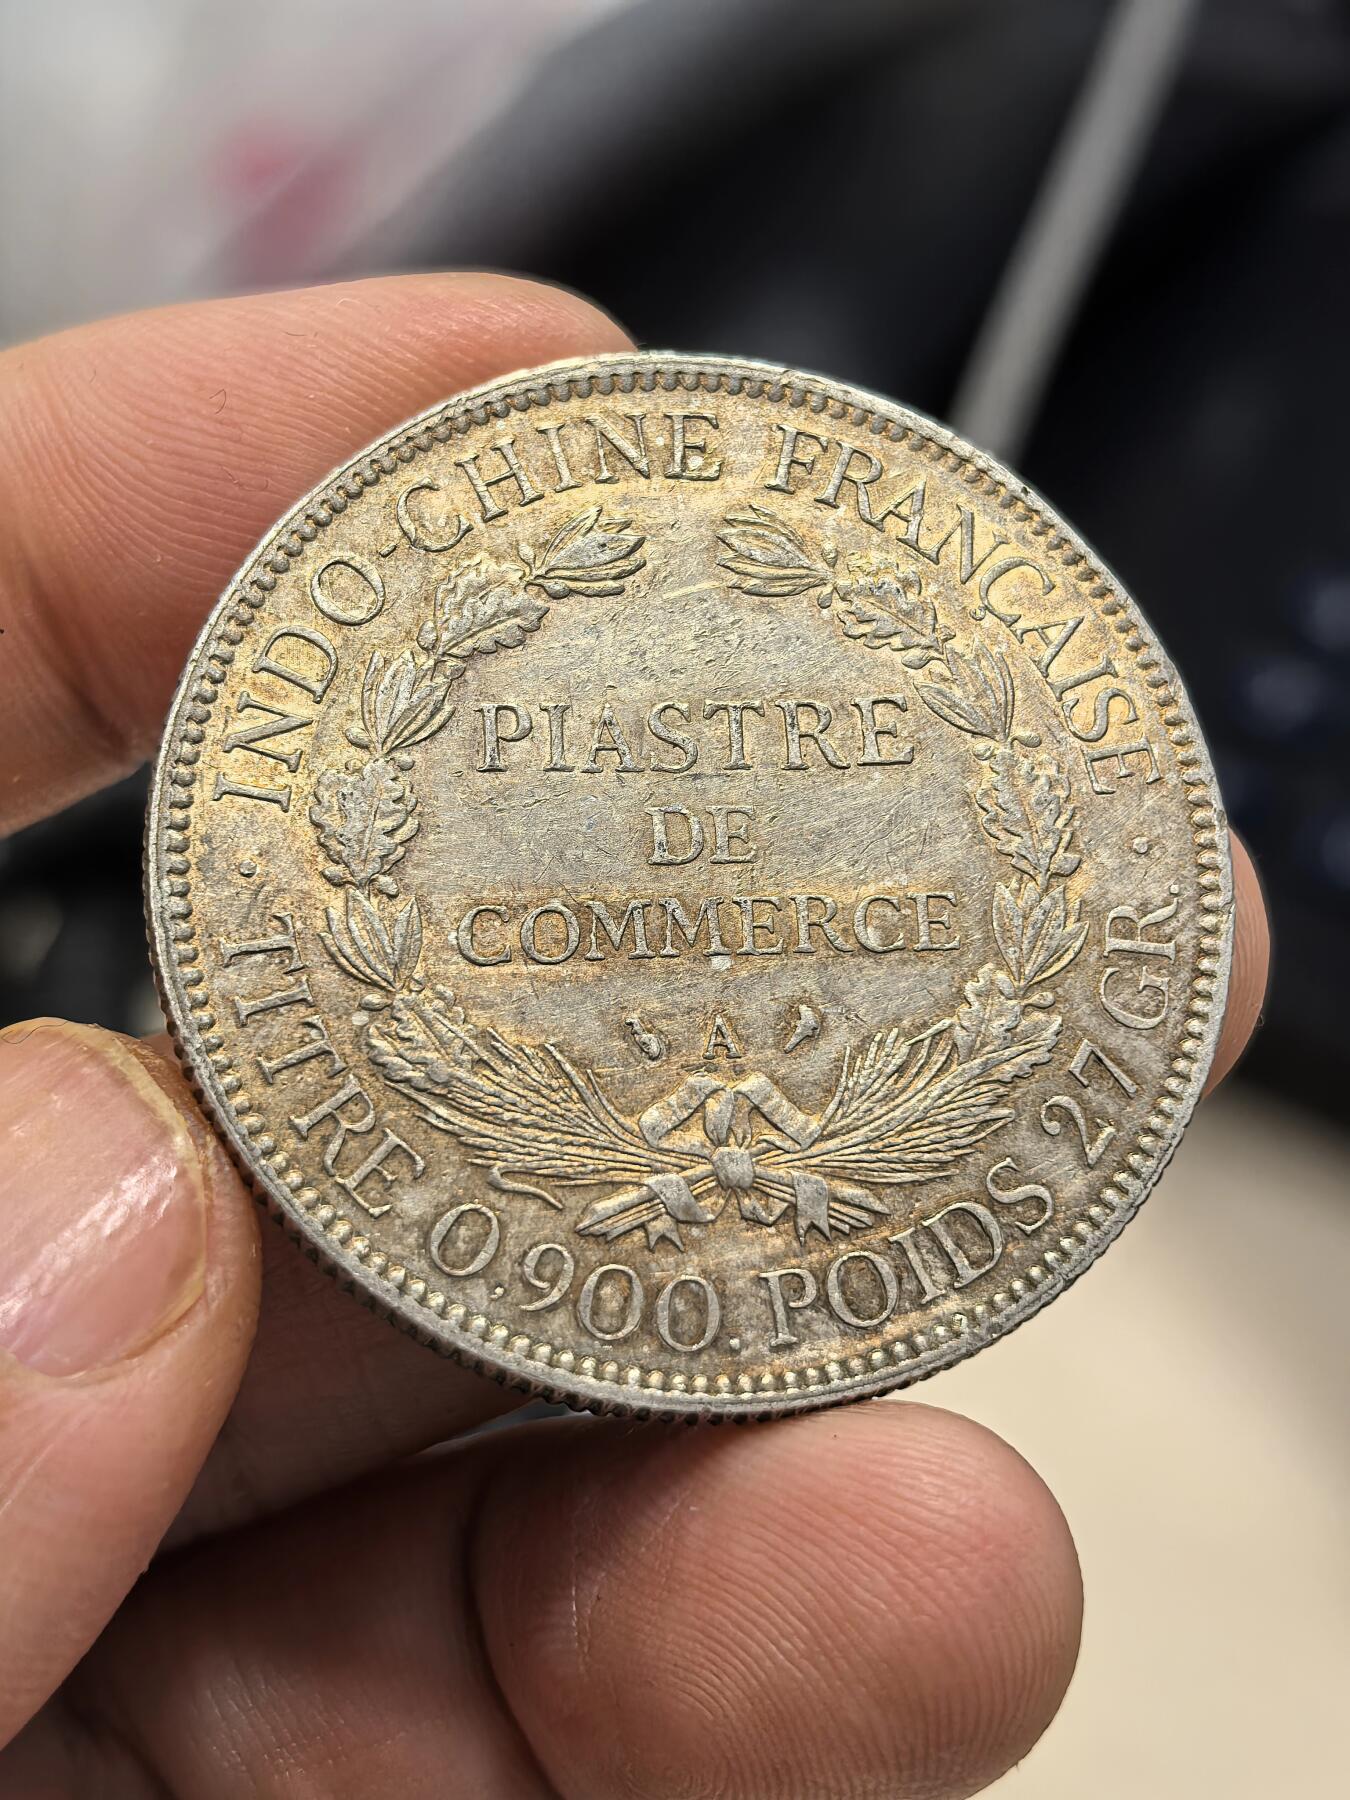 INDO-CHINE FRANÇAISE
PIASTRE
DE
COMMERCE
A
· TITRE 0,900. POIDS 27 GR. ·